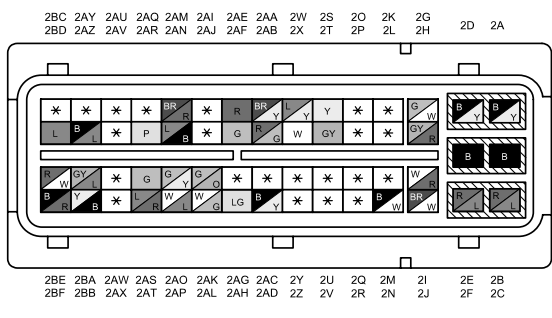 2BC 2AY 2AU 2AQ 2AM 2AI 2AE 2AA 2W 2S 2O 2K 2G
2BD 2AZ 2AV 2AR 2AN 2AJ 2AF 2AB 2X 2T 2P 2L 2H 2D 2A
* * * * BR R * R BR Y L Y Y * * G W B Y B Y
L B L * P L B * G R G W GY * * GY R
B B
R W GY L * G G Y G O * * * * * * W R
B R Y B * L R W L W G LG B Y * * * B W BR W R L R L
2BE 2BA 2AW 2AS 2AO 2AK 2AG 2AC 2Y 2U 2Q 2M 2I 2E 2B
2BF 2BB 2AX 2AT 2AP 2AL 2AH 2AD 2Z 2V 2R 2N 2J 2F 2C